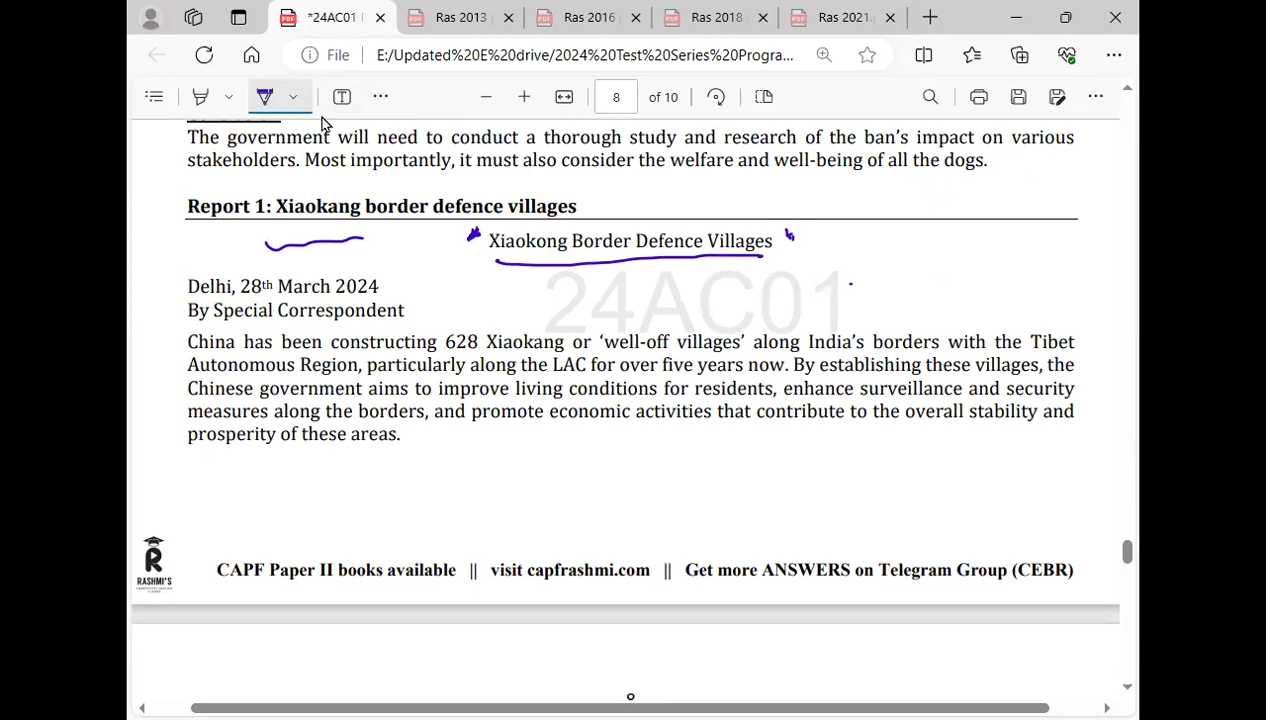 *24AC01
Ras 2013
Ras 2016
Ras 2018
Ras 2021.
File
E:/Updated%20E%20drive/2024%20Test%20Series%20Progra...
8 of 10
The government will need to conduct a thorough study and research of the ban's impact on various
stakeholders. Most importantly, it must also consider the welfare and well-being of all the dogs.
Report 1: Xiaokang border defence villages
Xiaokong Border Defence Villages
24AC01
Delhi, 28th March 2024
By Special Correspondent
China has been constructing 628 Xiaokang or ‘well-off villages’ along India’s borders with the Tibet
Autonomous Region, particularly along the LAC for over five years now. By establishing these villages, the
Chinese government aims to improve living conditions for residents, enhance surveillance and security
measures along the borders, and promote economic activities that contribute to the overall stability and
prosperity of these areas.
R
RASHMI'S
CAPF Paper II books available || visit capfrashmi.com || Get more ANSWERS on Telegram Group (CEBR)